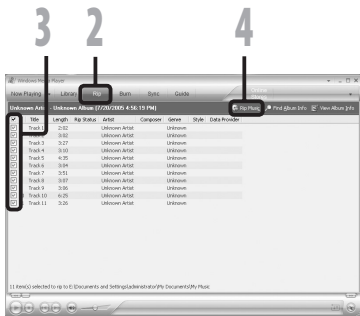 3 2 4
Windows Media Player
Now Playing Library Rip Burn Sync Guide
Unknown Artist Unknown Album (7/20/2005 4:56:19 PM) Rip Music Find Album Info View Album Info
Title Length Rip Status Artist Composer Genre Style Data Provider
Track 1 2:02 Unknown Artist Unknown
Track 2 3:02 Unknown Artist Unknown
Track 3 3:27 Unknown Artist Unknown
Track 4 3:10 Unknown Artist Unknown
Track 5 4:35 Unknown Artist Unknown
Track 6 3:04 Unknown Artist Unknown
Track 7 3:51 Unknown Artist Unknown
Track 8 3:07 Unknown Artist Unknown
Track 9 3:06 Unknown Artist Unknown
Track 10 6:25 Unknown Artist Unknown
Track 11 3:26 Unknown Artist Unknown
11 item(s) selected to rip to E:\Documents and Settings\administrator\My Documents\My Music